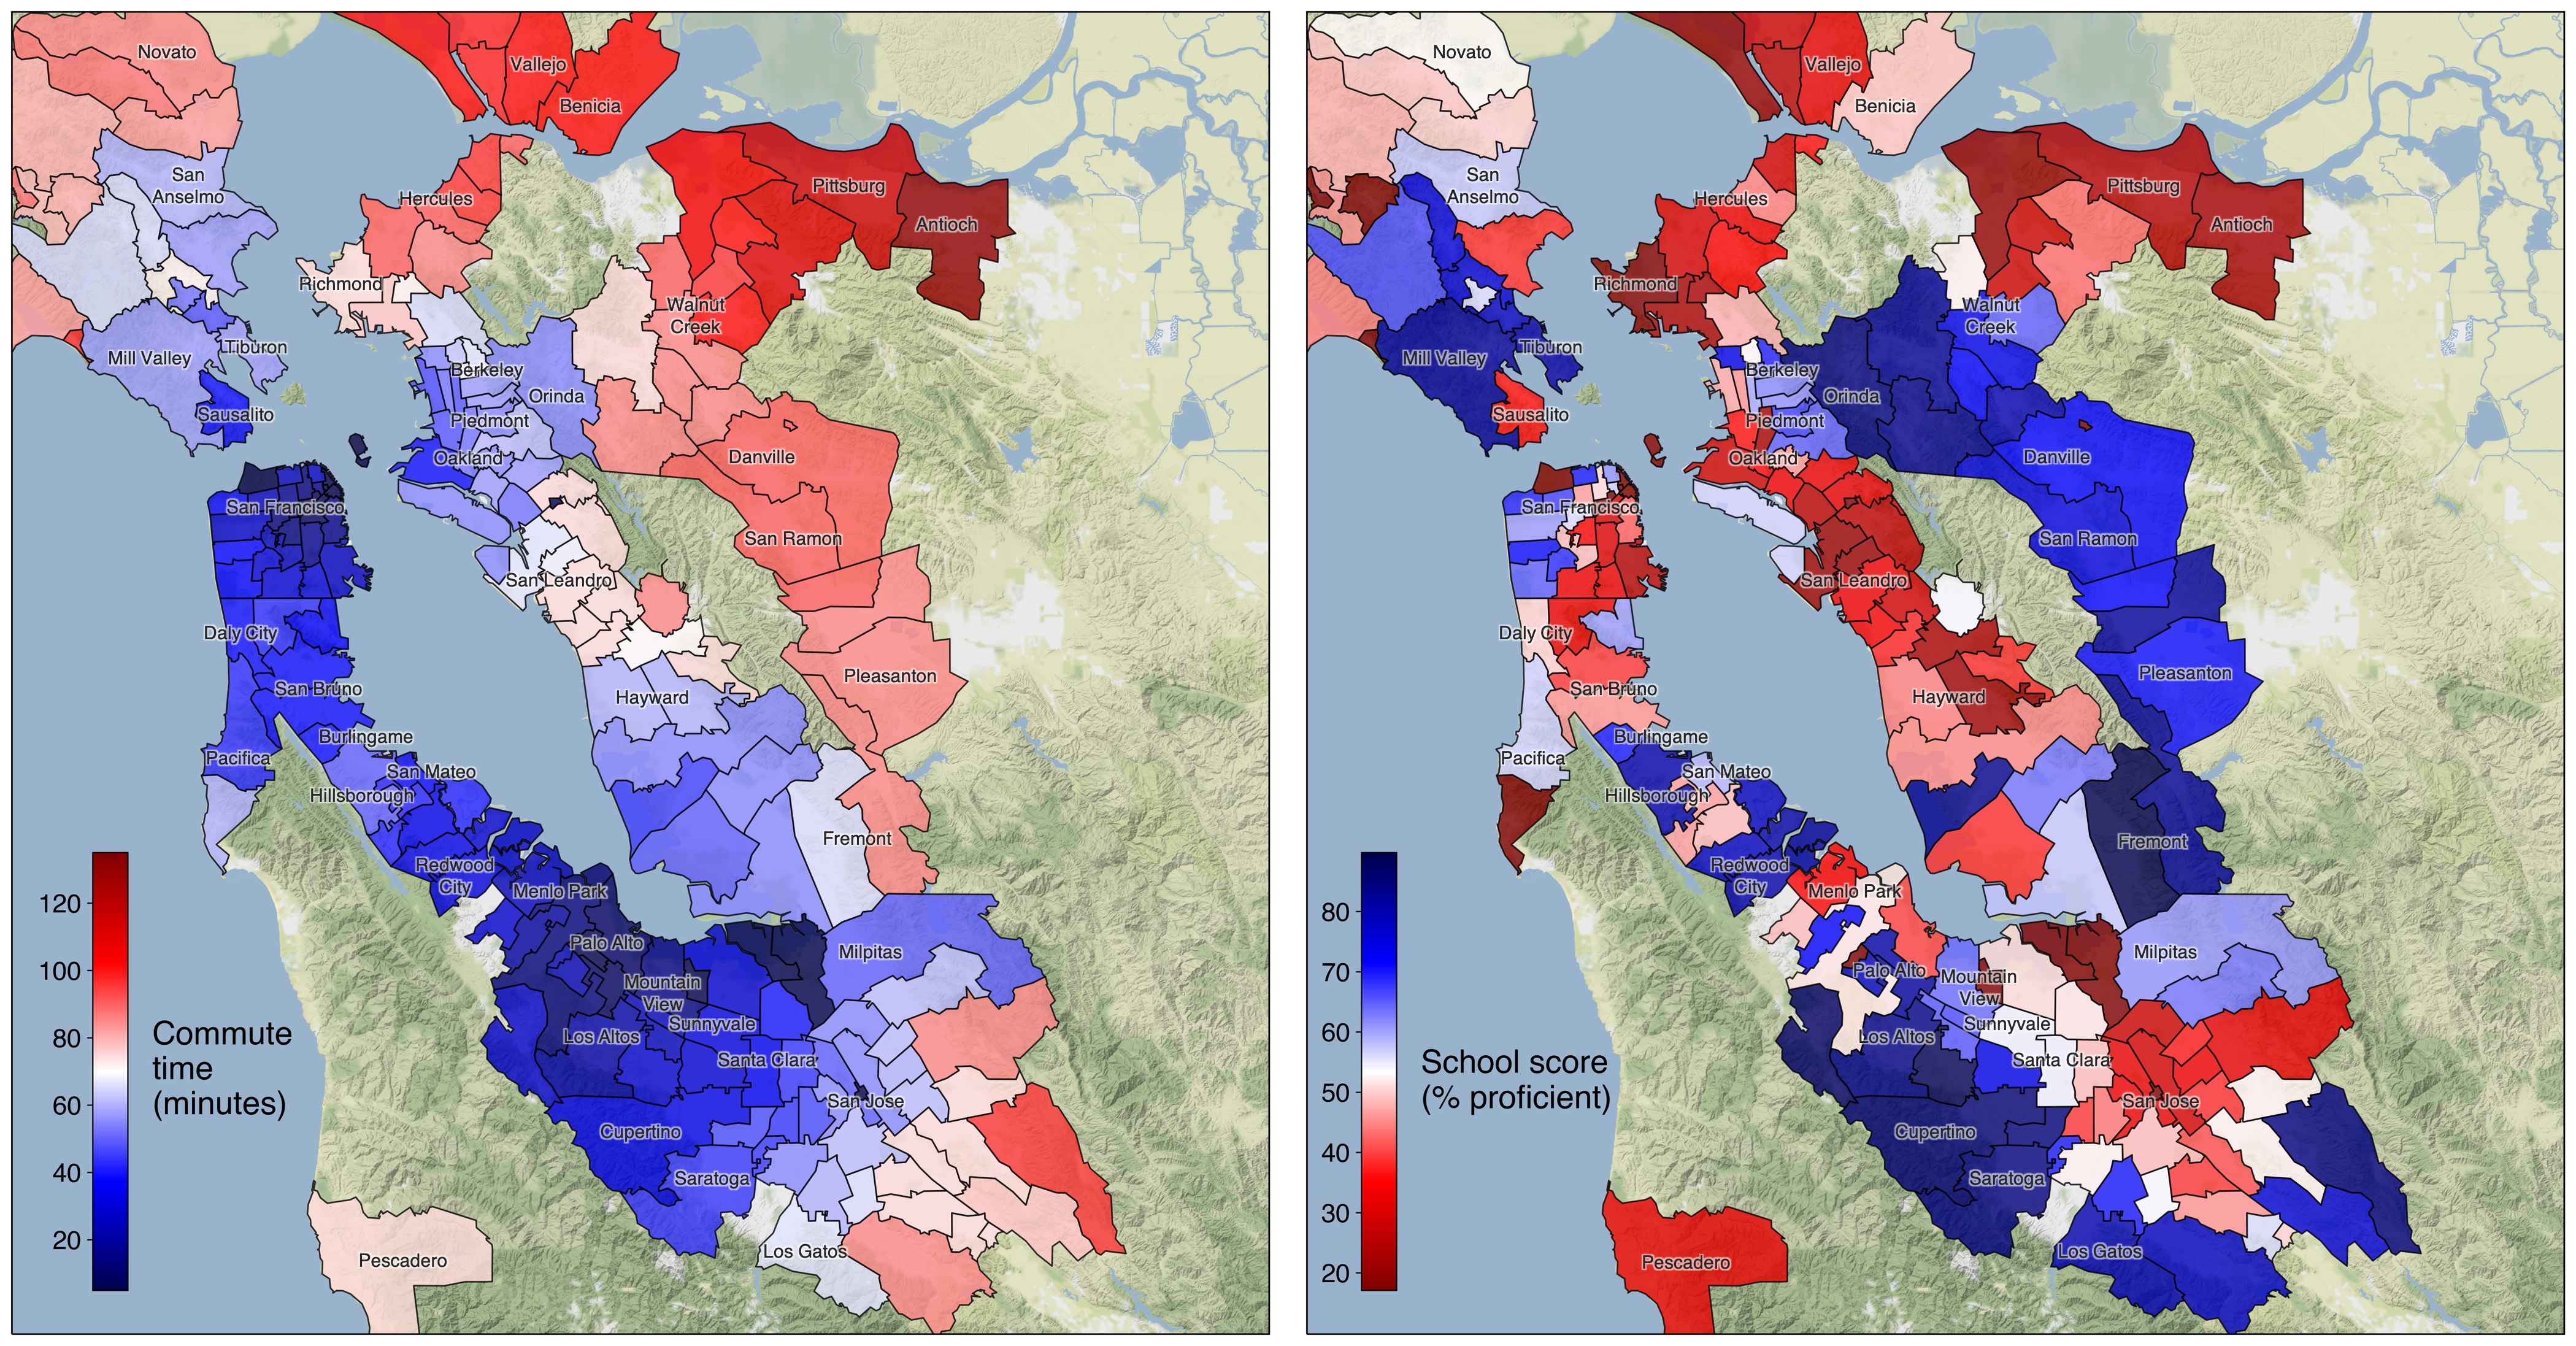 Novato
Vallejo
Benicia
San
Anselmo
Hercules
Pittsburg
Antioch
Richmond
Walnut
Creek
Mill Valley
Tiburon
Berkeley
Orinda
Sausalito
Piedmont
Oakland
Danville
San Francisco
San Ramon
San Leandro
Daly City
Pleasanton
San Bruno
Hayward
Burlingame
Pacifica
San Mateo
Hillsborough
Fremont
Redwood
City
Menlo Park
Palo Alto
Milpitas
Mountain
View
Sunnyvale
Los Altos
Santa Clara
San Jose
Cupertino
Saratoga
Los Gatos
Pescadero
120
100
80
60
40
20
Commute
time
(minutes)
Novato
Vallejo
Benicia
San
Anselmo
Hercules
Pittsburg
Antioch
Richmond
Walnut
Creek
Mill Valley
Tiburon
Berkeley
Orinda
Sausalito
Piedmont
Oakland
Danville
San Francisco
San Ramon
San Leandro
Daly City
Pleasanton
San Bruno
Hayward
Burlingame
Pacifica
San Mateo
Hillsborough
Fremont
Redwood
City
Menlo Park
Palo Alto
Milpitas
Mountain
View
Sunnyvale
Los Altos
Santa Clara
San Jose
Cupertino
Saratoga
Los Gatos
Pescadero
80
70
60
50
40
30
20
School score
(% proficient)